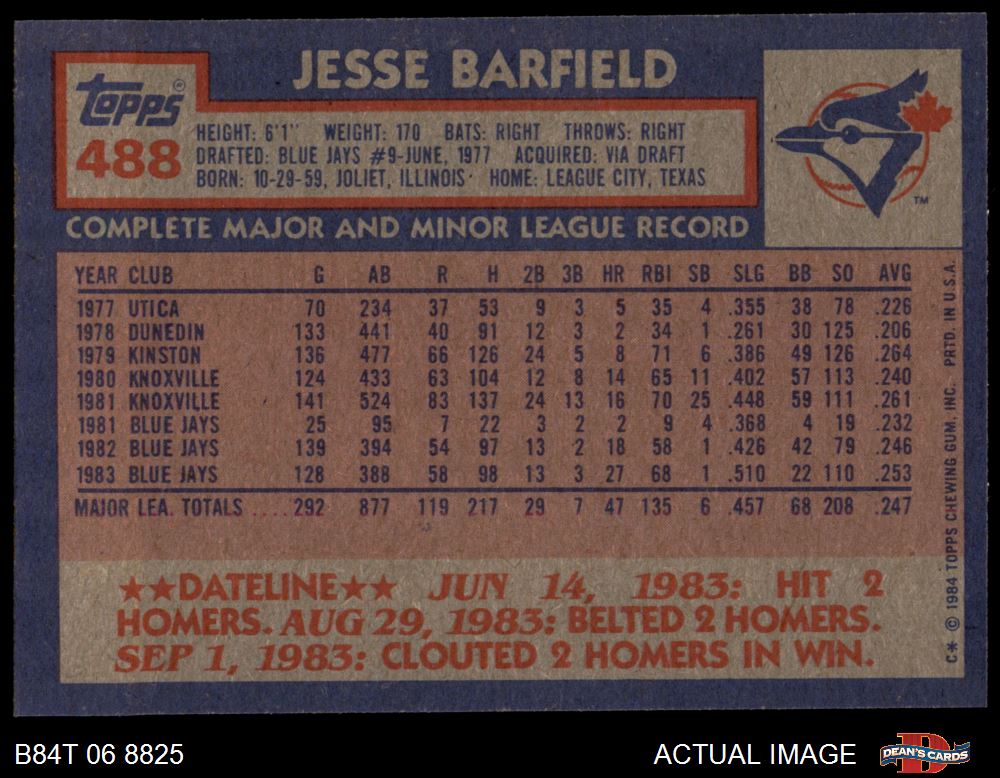 JESSE BARFIELD
Topps®
488
HEIGHT: 6'1" WEIGHT: 170 BATS: RIGHT THROWS: RIGHT
DRAFTED: BLUE JAYS #9-JUNE, 1977 ACQUIRED: VIA DRAFT
BORN: 10-29-59, JOLIET, ILLINOIS HOME: LEAGUE CITY, TEXAS
TM
COMPLETE MAJOR AND MINOR LEAGUE RECORD
YEAR CLUB G AB R H 2B 3B HR RBI SB SLG BB SO AVG
1977 UTICA 70 234 37 53 9 3 5 35 4 .355 38 78 .226
1978 DUNEDIN 133 441 40 91 12 3 2 34 1 .261 30 125 .206
1979 KINSTON 136 477 66 126 24 5 8 71 6 .386 49 126 .264
1980 KNOXVILLE 124 433 63 104 12 8 14 65 11 .402 57 113 .240
1981 KNOXVILLE 141 524 83 137 24 13 16 70 25 .448 59 111 .261
1981 BLUE JAYS 25 95 7 22 3 2 2 9 4 .368 4 19 .232
1982 BLUE JAYS 139 394 54 97 13 2 18 58 1 .426 42 79 .246
1983 BLUE JAYS 128 388 58 98 13 3 27 68 1 .510 22 110 .253
MAJOR LEA. TOTALS ....292 877 119 217 29 7 47 135 6 .457 68 208 .247
★★DATELINE★★ JUN 14, 1983: HIT 2
HOMERS. AUG 29, 1983: BELTED 2 HOMERS.
SEP 1, 1983: CLOUTED 2 HOMERS IN WIN.
C* © 1984 TOPPS CHEWING GUM, INC. PRTD. IN U.S.A.
B84T 06 8825
ACTUAL IMAGE
D
DEAN'S CARDS